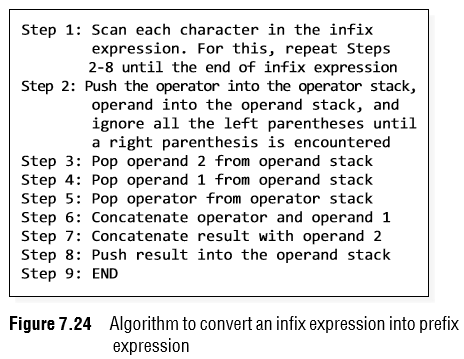 Step 1: Scan each character in the infix
expression. For this, repeat Steps
2-8 until the end of infix expression
Step 2: Push the operator into the operator stack,
operand into the operand stack, and
ignore all the left parentheses until
a right parenthesis is encountered
Step 3: Pop operand 2 from operand stack
Step 4: Pop operand 1 from operand stack
Step 5: Pop operator from operator stack
Step 6: Concatenate operator and operand 1
Step 7: Concatenate result with operand 2
Step 8: Push result into the operand stack
Step 9: END
Figure 7.24 Algorithm to convert an infix expression into prefix
expression